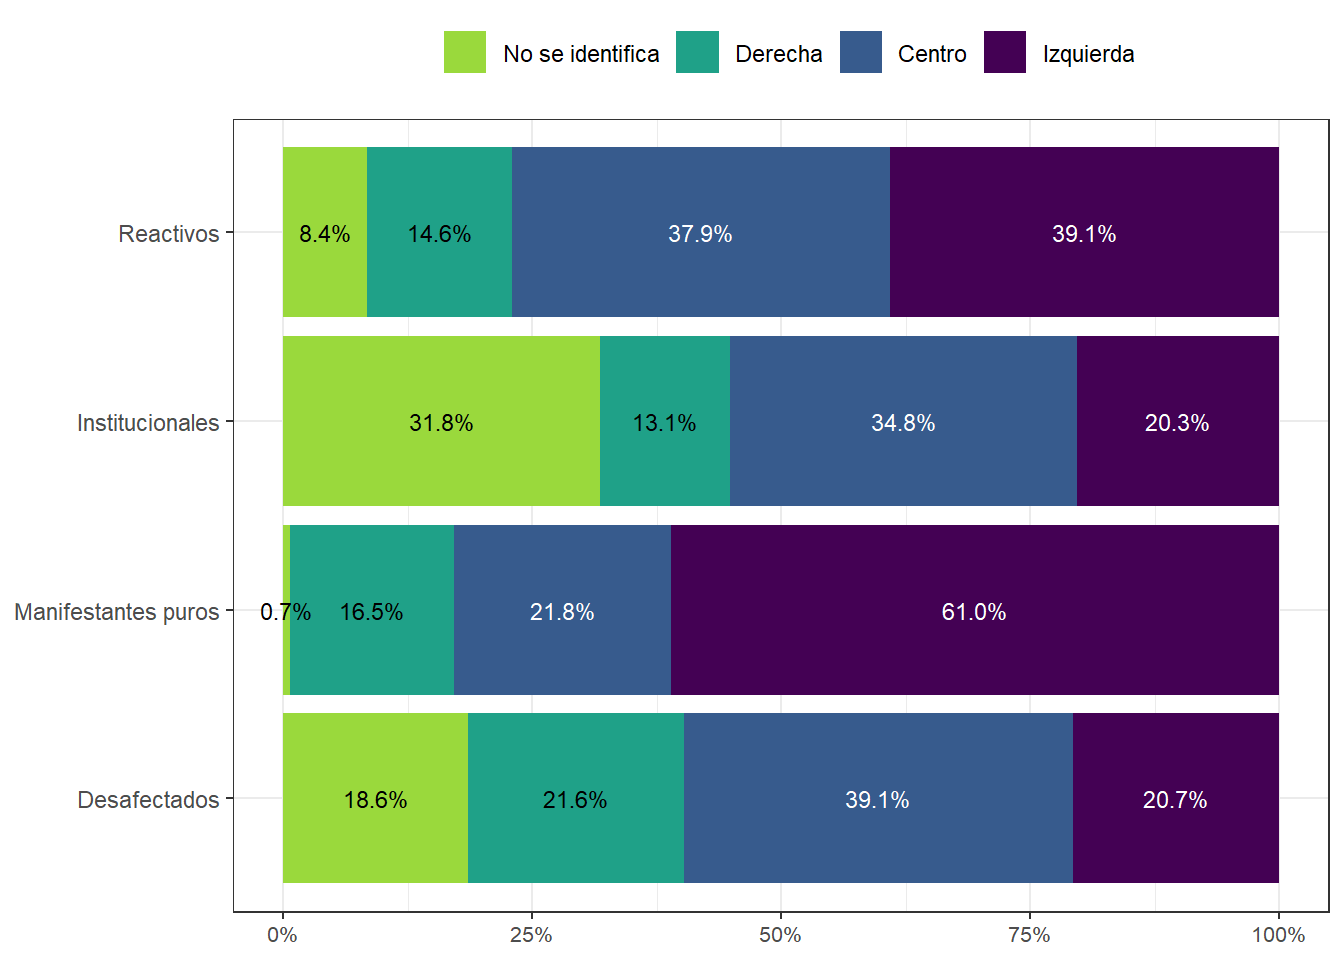 No se identifica Derecha Centro Izquierda
Reactivos 8.4% 14.6% 37.9% 39.1%
Institucionales 31.8% 13.1% 34.8% 20.3%
Manifestantes puros 0.7% 16.5% 21.8% 61.0%
Desafectados 18.6% 21.6% 39.1% 20.7%
0% 25% 50% 75% 100%